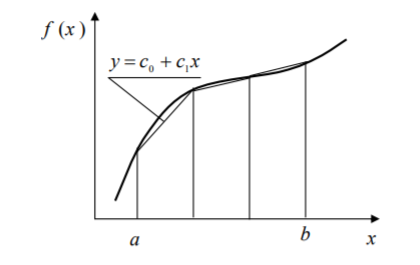 f (x)
y = c₀ + c₁x
a
b
x